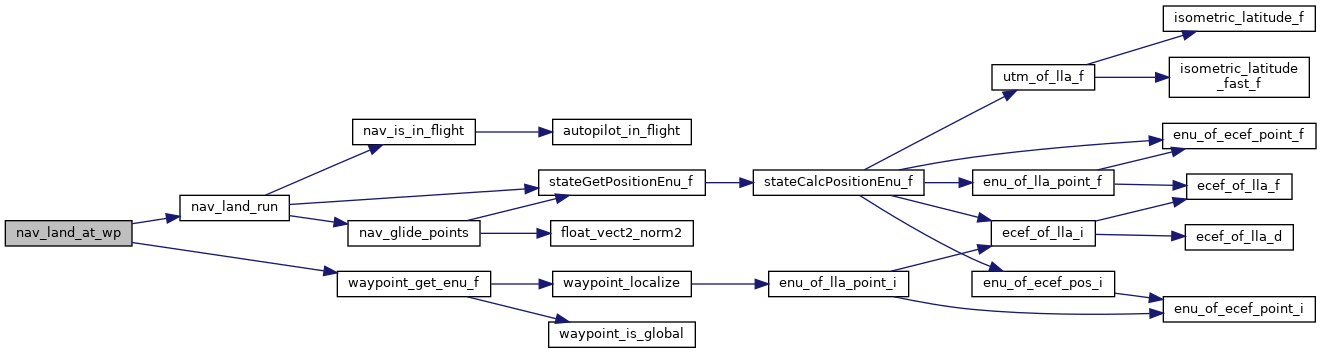 isometric_latitude_f
utm_of_lla_f
isometric_latitude
_fast_f
nav_is_in_flight
autopilot_in_flight
enu_of_ecef_point_f
stateGetPositionEnu_f
stateCalcPositionEnu_f
enu_of_lla_point_f
ecef_of_lla_f
nav_land_run
nav_land_at_wp
nav_glide_points
float_vect2_norm2
ecef_of_lla_i
ecef_of_lla_d
waypoint_get_enu_f
waypoint_localize
enu_of_lla_point_i
enu_of_ecef_pos_i
enu_of_ecef_point_i
waypoint_is_global